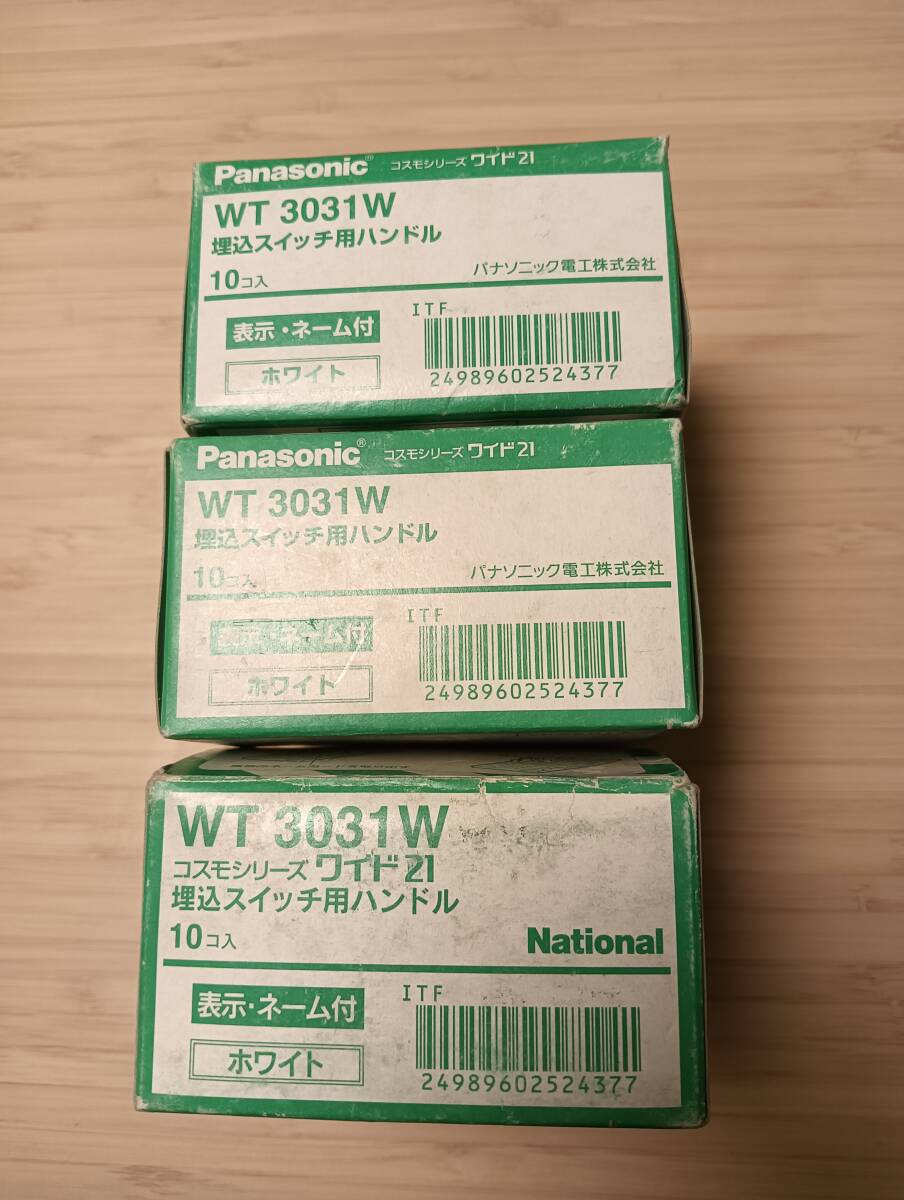 Panasonic® コスモシリーズ ワイド21
WT 3031W
埋込スイッチ用ハンドル
10コ入 パナソニック電工株式会社
表示・ネーム付
ホワイト
ITF
24989602524377
Panasonic® コスモシリーズ ワイド21
WT 3031W
埋込スイッチ用ハンドル
10コ入 パナソニック電工株式会社
表示・ネーム付
ホワイト
ITF
24989602524377
WT 3031W
コスモシリーズ ワイド21
埋込スイッチ用ハンドル
10コ入 National
表示・ネーム付
ホワイト
ITF
24989602524377